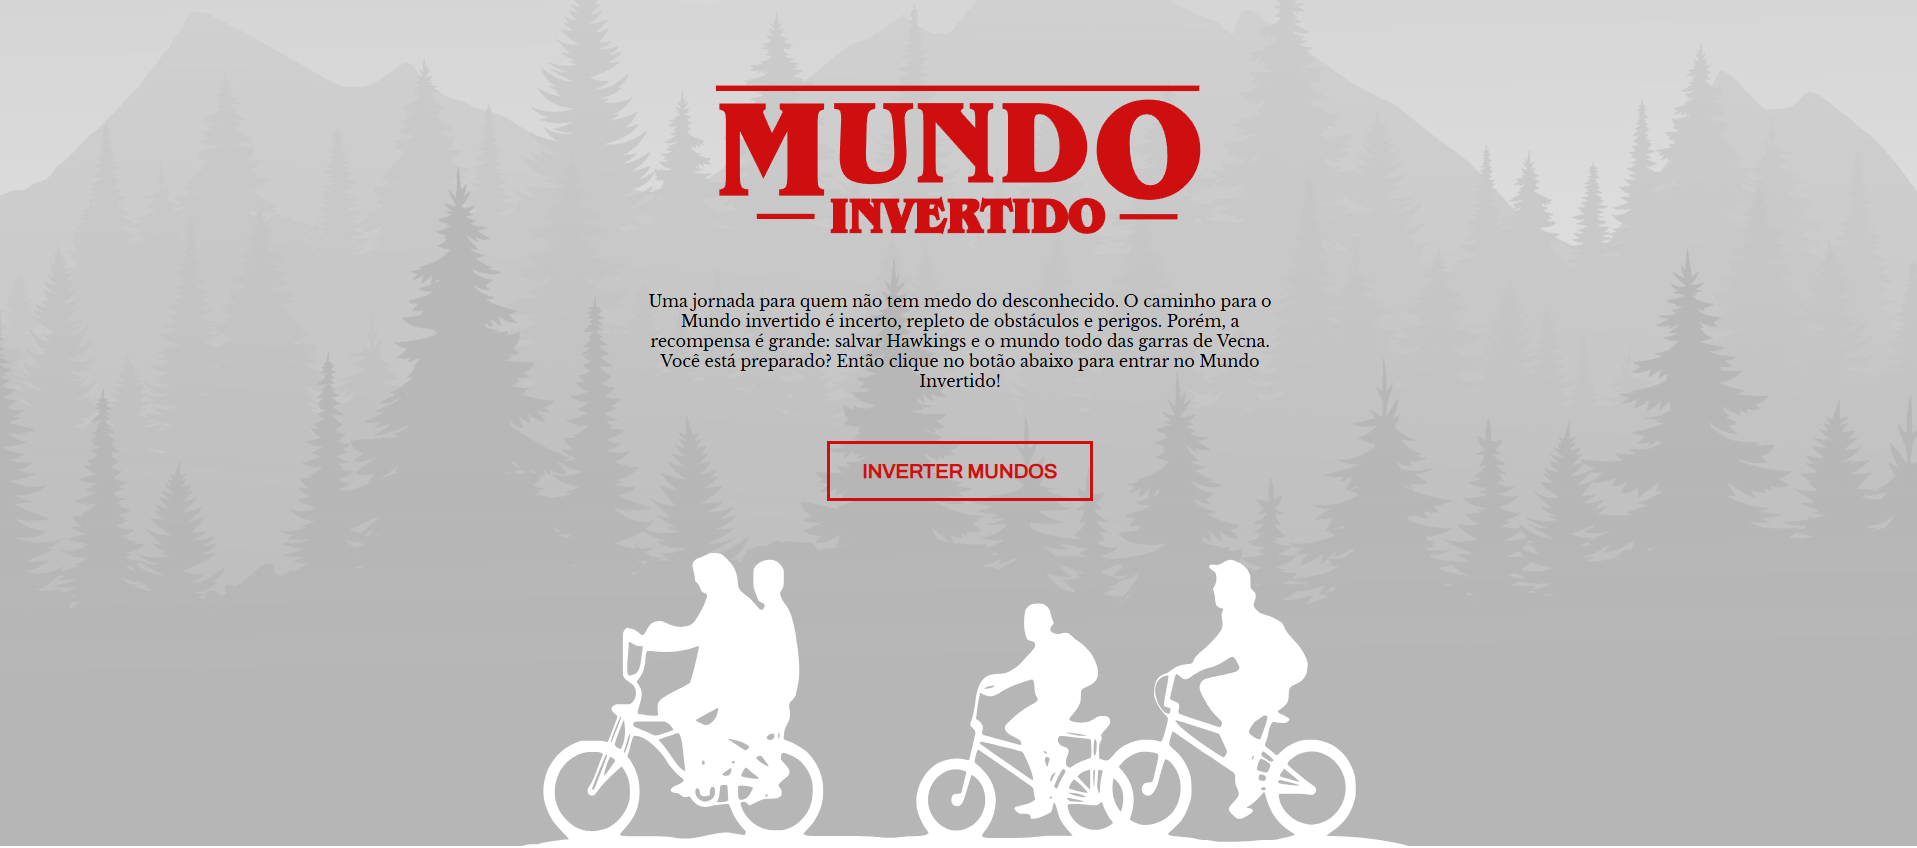 MUNDO
INVERTIDO
Uma jornada para quem não tem medo do desconhecido. O caminho para o
Mundo invertido é incerto, repleto de obstáculos e perigos. Porém, a
recompensa é grande: salvar Hawkings e o mundo todo das garras de Vecna.
Você está preparado? Então clique no botão abaixo para entrar no Mundo
Invertido!
INVERTER MUNDOS